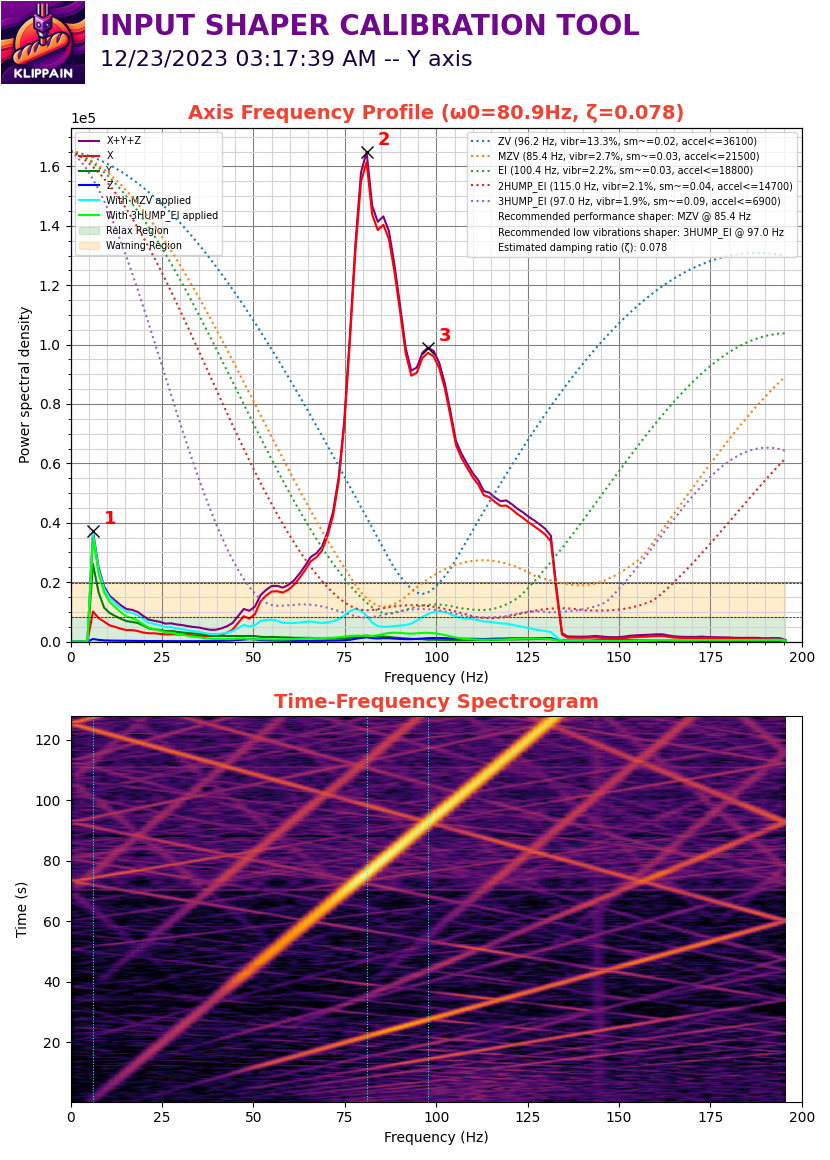 INPUT SHAPER CALIBRATION TOOL
12/23/2023 03:17:39 AM -- Y axis
KLIPPAIN
Axis Frequency Profile (ω0=80.9Hz, ζ=0.078)
1e5
X+Y+Z
X
Y
Z
With MZV applied
With 3HUMP_EI applied
Relax Region
Warning Region
ZV (96.2 Hz, vibr=13.3%, sm~=0.02, accel<=36100)
MZV (85.4 Hz, vibr=2.7%, sm~=0.03, accel<=21500)
EI (100.4 Hz, vibr=2.2%, sm~=0.03, accel<=18800)
2HUMP_EI (115.0 Hz, vibr=2.1%, sm~=0.04, accel<=14700)
3HUMP_EI (97.0 Hz, vibr=1.9%, sm~=0.09, accel<=6900)
Recommended performance shaper: MZV @ 85.4 Hz
Recommended low vibrations shaper: 3HUMP_EI @ 97.0 Hz
Estimated damping ratio (ζ): 0.078
2
3
1
Power spectral density
1.6
1.4
1.2
1.0
0.8
0.6
0.4
0.2
0.0
0 25 50 75 100 125 150 175 200
Frequency (Hz)
Time-Frequency Spectrogram
Time (s)
120
100
80
60
40
20
0 25 50 75 100 125 150 175 200
Frequency (Hz)